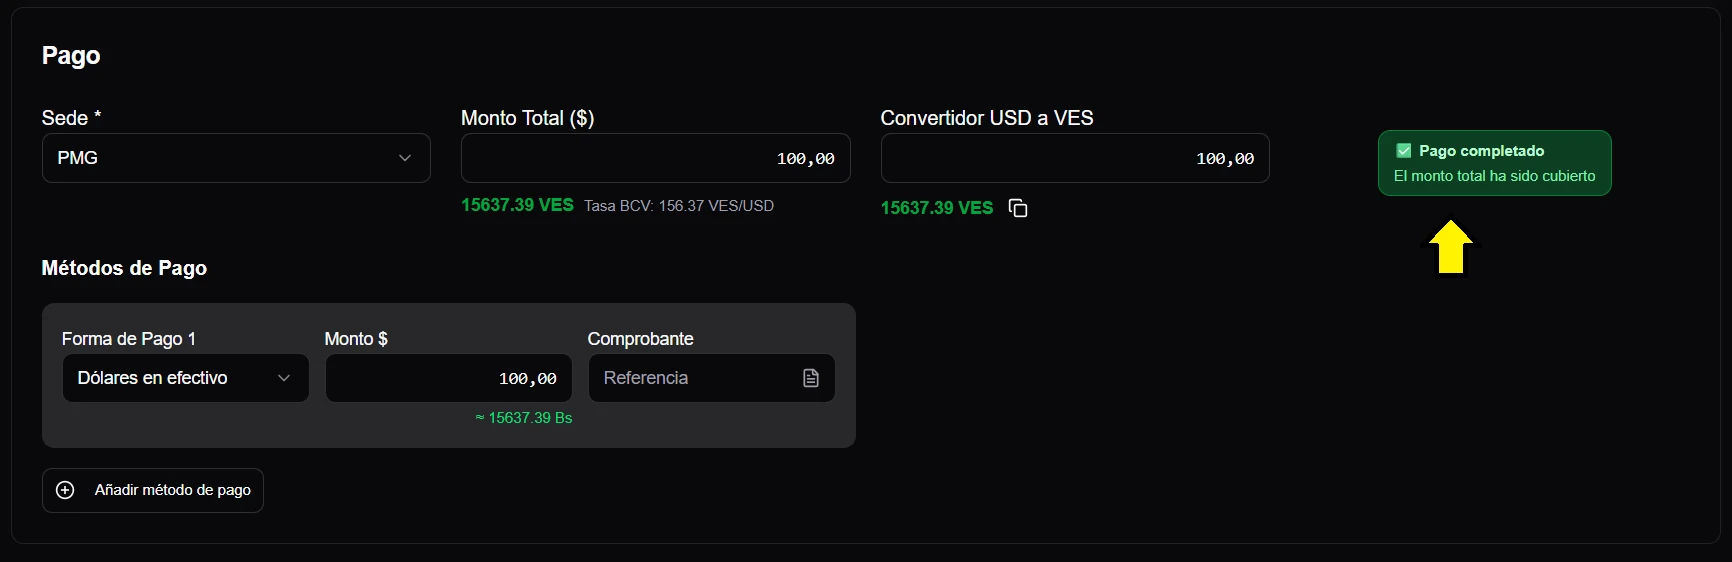 Pago
Sede *
PMG
Monto Total ($)
100,00
15637.39 VES Tasa BCV: 156.37 VES/USD
Convertidor USD a VES
100,00
15637.39 VES
✅ Pago completado
El monto total ha sido cubierto
Métodos de Pago
Forma de Pago 1
Dólares en efectivo
Monto $
100,00
≈ 15637.39 Bs
Comprobante
Referencia
Añadir método de pago